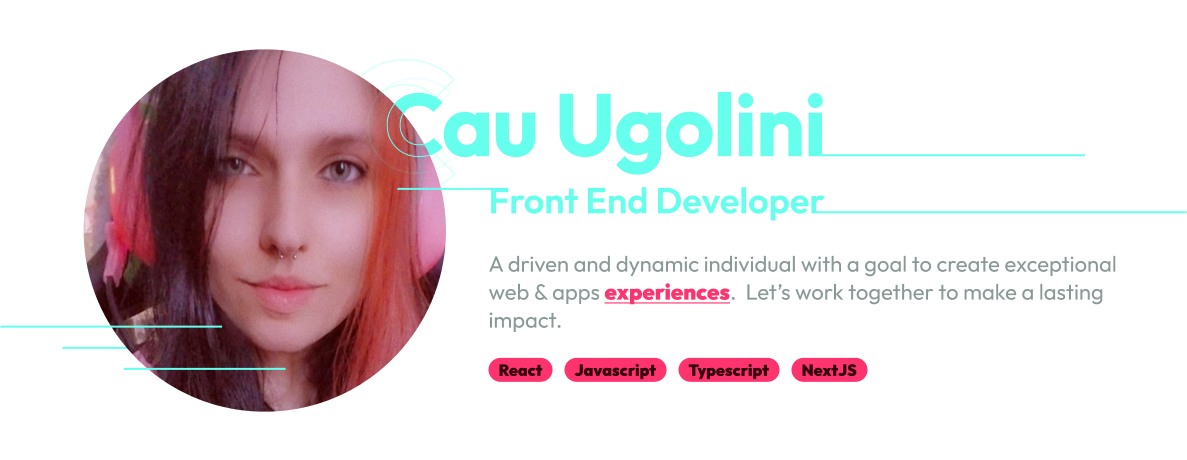 Cau Ugolini
Front End Developer
A driven and dynamic individual with a goal to create exceptional
web & apps experiences.  Let’s work together to make a lasting
impact.
React Javascript Typescript NextJS